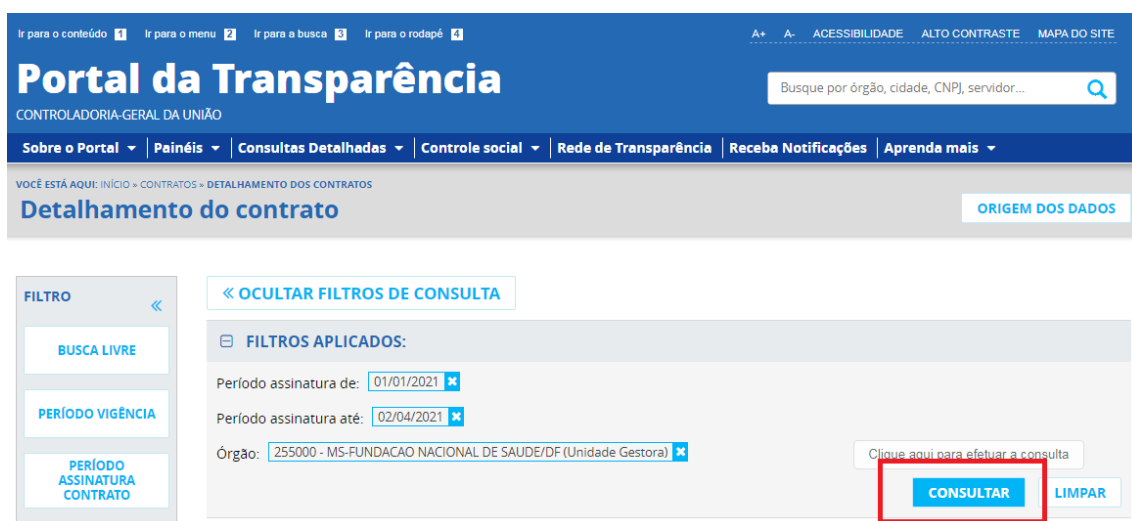 Ir para o conteúdo 1 Ir para o menu 2 Ir para a busca 3 Ir para o rodapé 4 A+ A- ACESSIBILIDADE ALTO CONTRASTE MAPA DO SITE
Portal da Transparência
Busque por órgão, cidade, CNPJ, servidor...
CONTROLADORIA-GERAL DA UNIÃO
Sobre o Portal Painéis Consultas Detalhadas Controle social Rede de Transparência Receba Notificações Aprenda mais
VOCÊ ESTÁ AQUI: INÍCIO » CONTRATOS » DETALHAMENTO DOS CONTRATOS
Detalhamento do contrato
ORIGEM DOS DADOS
FILTRO
BUSCA LIVRE
PERÍODO VIGÊNCIA
PERÍODO
ASSINATURA
CONTRATO
« OCULTAR FILTROS DE CONSULTA
FILTROS APLICADOS:
Período assinatura de: 01/01/2021
Período assinatura até: 02/04/2021
Órgão: 255000 - MS-FUNDACAO NACIONAL DE SAUDE/DF (Unidade Gestora)
Clique aqui para efetuar a consulta
CONSULTAR LIMPAR